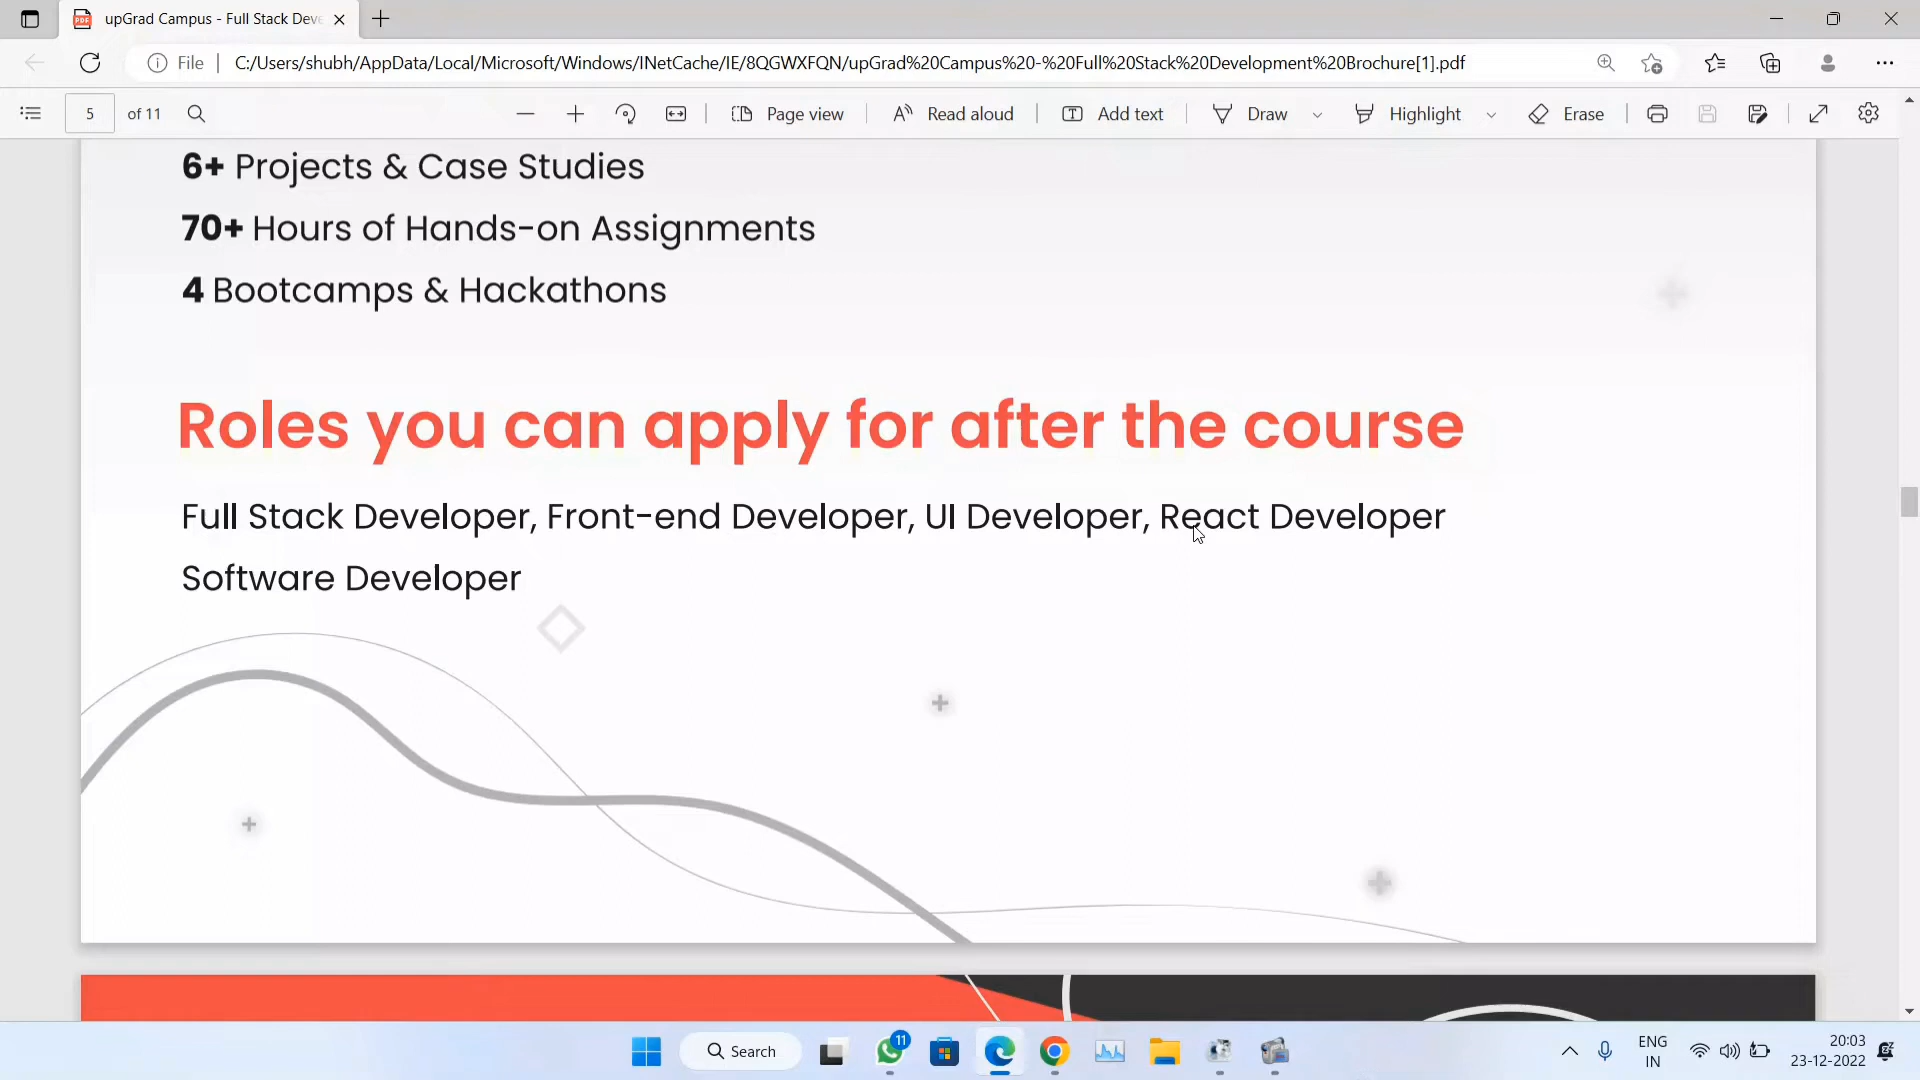 upGrad Campus - Full Stack Deve
File
C:/Users/shubh/AppData/Local/Microsoft/Windows/INetCache/IE/8QGWXFQN/upGrad%20Campus%20-%20Full%20Stack%20Development%20Brochure[1].pdf
5 of 11
Page view
Read aloud
Add text
Draw
Highlight
Erase
6+ Projects & Case Studies
70+ Hours of Hands-on Assignments
4 Bootcamps & Hackathons
Roles you can apply for after the course
Full Stack Developer, Front-end Developer, UI Developer, React Developer
Software Developer
Search
11
ENG
IN
20:03
23-12-2022